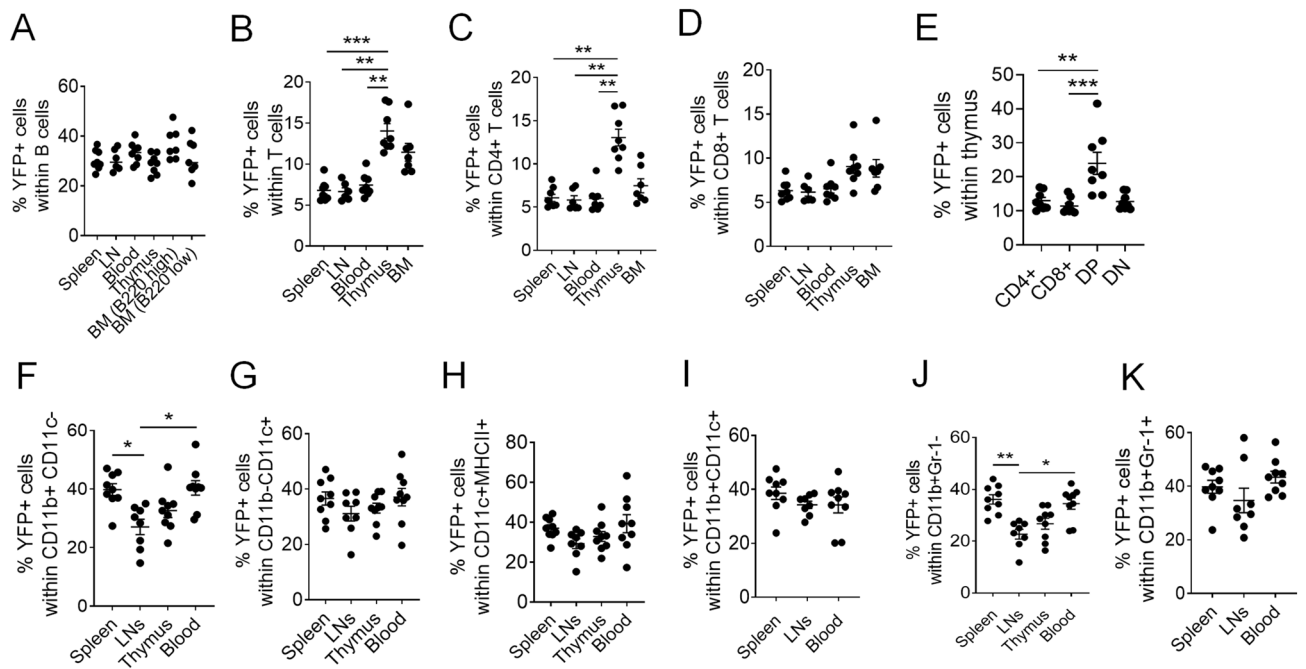 A
% YFP+ cells
within B cells
60
40
20
0
Spleen
LN
Blood
Thymus
BM (B220 high)
BM (B220 low)
B
% YFP+ cells
within T cells
20
15
10
5
0
***
**
**
Spleen
LN
Blood
Thymus
BM
C
% YFP+ cells
within CD4+ T cells
20
15
10
5
0
**
**
**
Spleen
LN
Blood
Thymus
BM
D
% YFP+ cells
within CD8+ T cells
20
15
10
5
0
Spleen
LN
Blood
Thymus
BM
E
% YFP+ cells
within thymus
50
40
30
20
10
0
**
***
CD4+
CD8+
DP
DN
F
% YFP+ cells
within CD11b+ CD11c-
60
40
20
0
*
*
Spleen
LNs
Thymus
Blood
G
% YFP+ cells
within CD11b-CD11c+
60
40
20
0
Spleen
LNs
Thymus
Blood
H
% YFP+ cells
within CD11c+MHCII+
80
60
40
20
0
Spleen
LNs
Thymus
Blood
I
% YFP+ cells
within CD11b+CD11c+
60
40
20
0
Spleen
LNs
Blood
J
% YFP+ cells
within CD11b+Gr-1-
60
40
20
0
**
*
Spleen
LNs
Thymus
Blood
K
% YFP+ cells
within CD11b+Gr-1+
60
40
20
0
Spleen
LNs
Blood